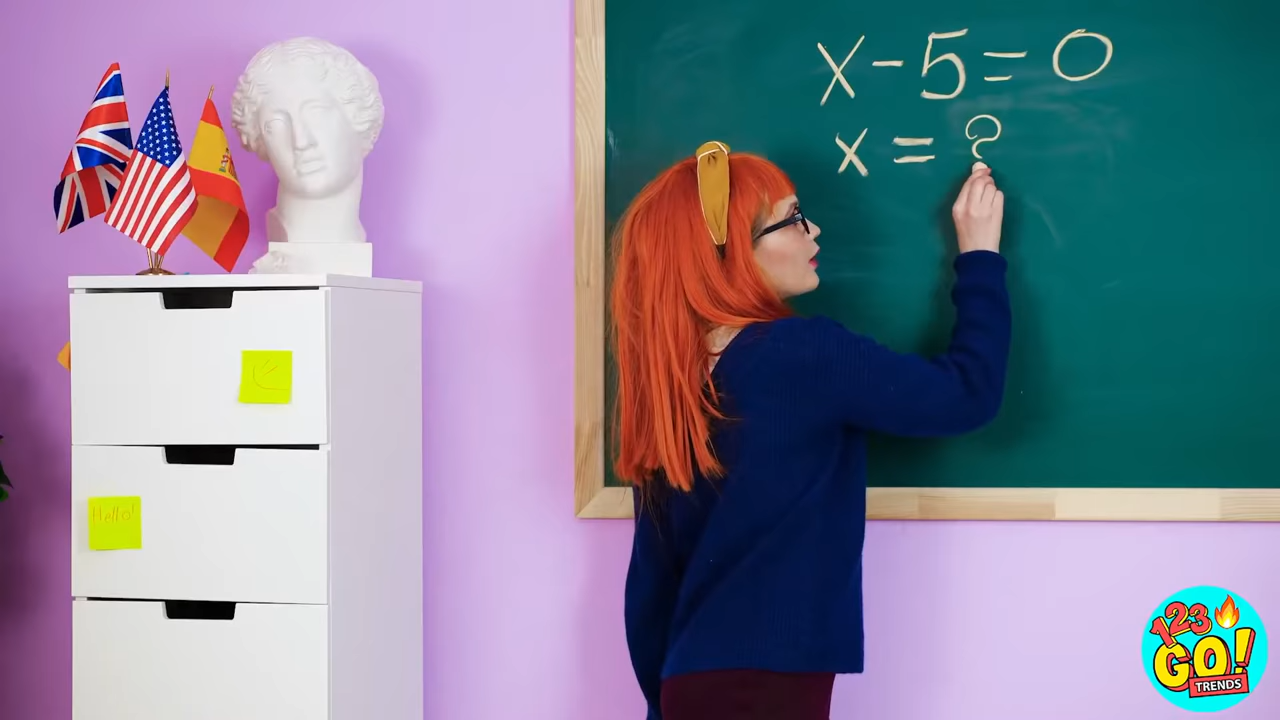 x - 5 = 0
x = ?
Hello!
123
GO!
TRENDS